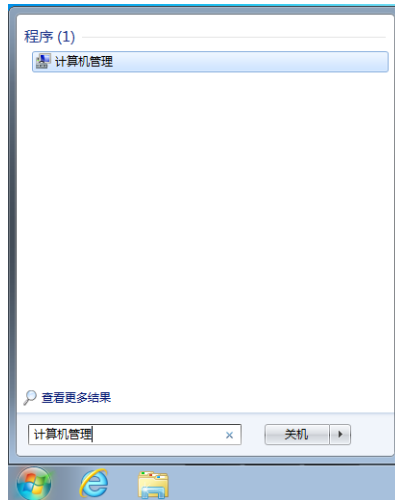 程序 (1)
计算机管理
查看更多结果
计算机管理
关机